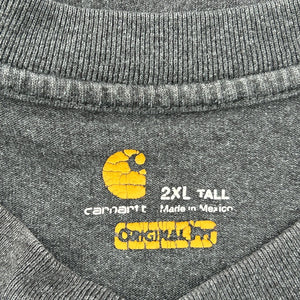 carhartt
2XL TALL
Made in Mexico
ORIGINAL FIT